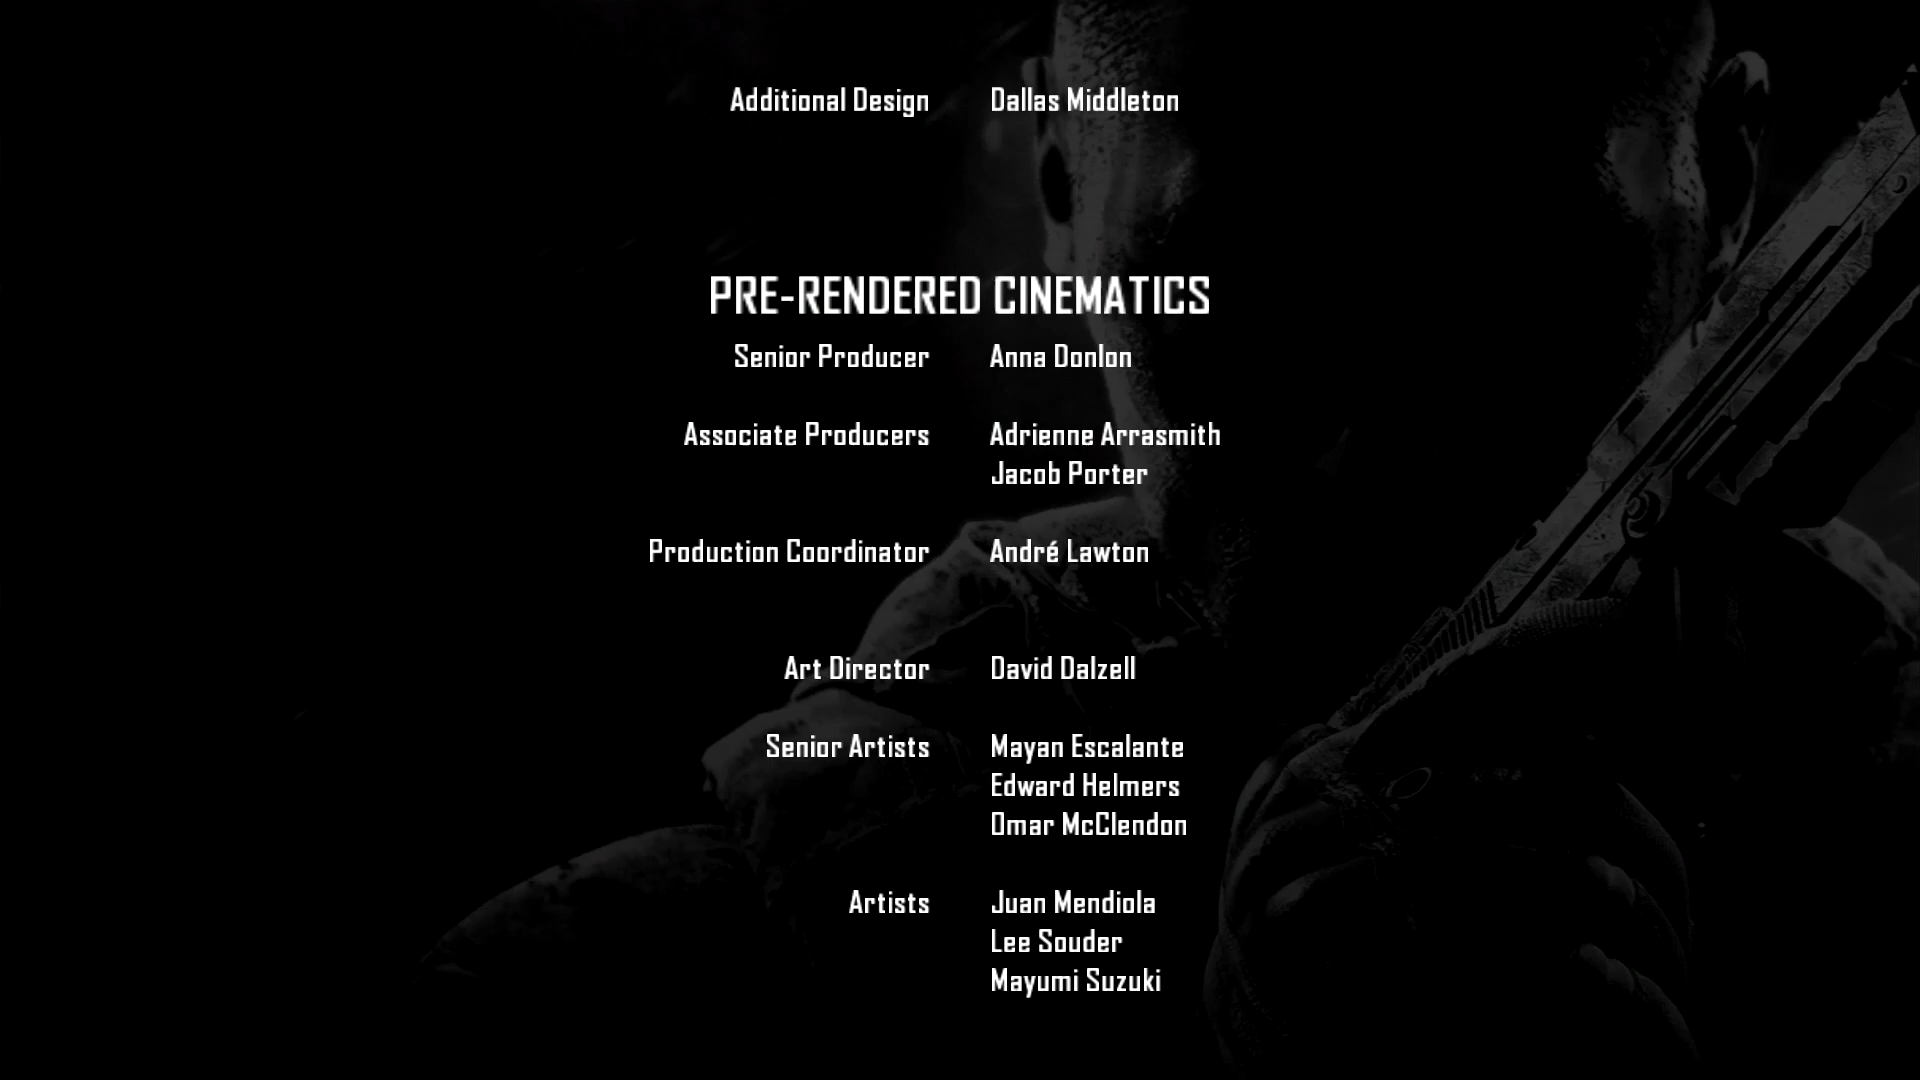 Additional Design Dallas Middleton
PRE-RENDERED CINEMATICS
Senior Producer Anna Donlon
Associate Producers Adrienne Arrasmith
Jacob Porter
Production Coordinator André Lawton
Art Director David Dalzell
Senior Artists Mayan Escalante
Edward Helmers
Omar McClendon
Artists Juan Mendiola
Lee Souder
Mayumi Suzuki